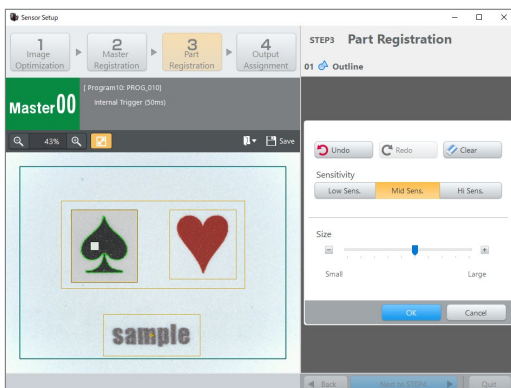 Sensor Setup
1
Image
Optimization
2
Master
Registration
3
Part
Registration
4
Output
Assignment
STEP3 Part Registration
01 Outline
Master00
[ Program10: PROG_010]
Internal Trigger (50ms)
43%
Save
Undo
Redo
Clear
Sensitivity
Low Sens.
Mid Sens.
Hi Sens.
Size
Small
Large
OK
Cancel
sample
Back
Next to STEP4
Quit